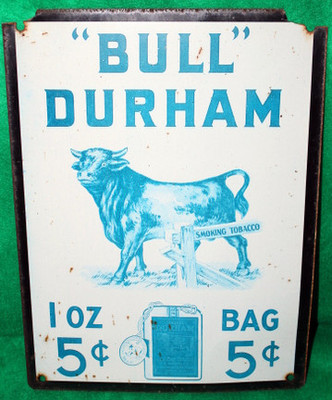 "BULL"
DURHAM
SMOKING TOBACCO
1 OZ BAG
5¢ 5¢